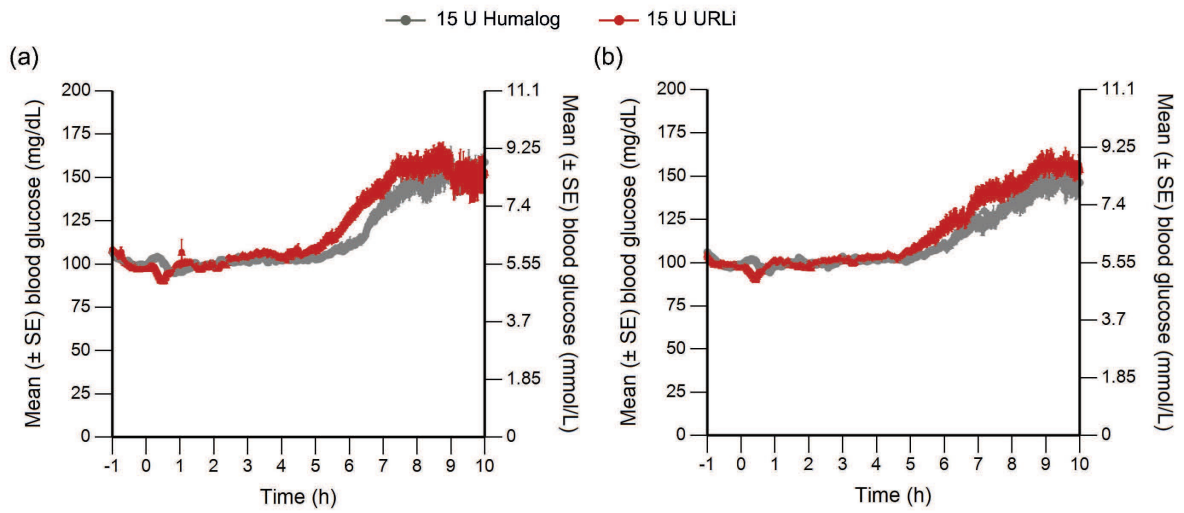 15 U Humalog 15 U URLi
(a)
Mean (± SE) blood glucose (mg/dL)
200
175
150
125
100
75
50
25
0
11.1
9.25
7.4
5.55
3.7
1.85
0
Mean (± SE) blood glucose (mmol/L)
-1 0 1 2 3 4 5 6 7 8 9 10
Time (h)
(b)
Mean (± SE) blood glucose (mg/dL)
200
175
150
125
100
75
50
25
0
11.1
9.25
7.4
5.55
3.7
1.85
0
Mean (± SE) blood glucose (mmol/L)
-1 0 1 2 3 4 5 6 7 8 9 10
Time (h)